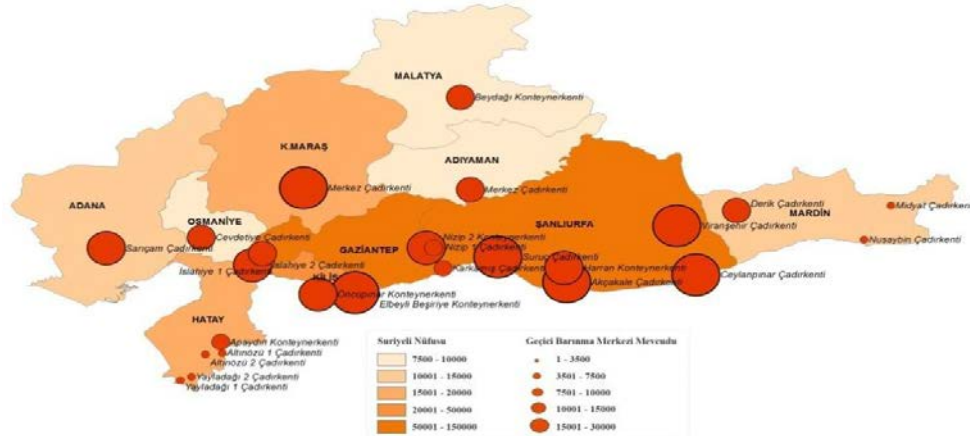 MALATYA
Beydağı Konteynerkenti
K.MARAŞ
Merkez Çadırkenti
ADIYAMAN
Merkez Çadırkenti
ADANA
Sarıçam Çadırkenti
OSMANİYE
Cevdetiye Çadırkenti
İslahiye 1 Çadırkenti
İslahiye 2 Çadırkenti
GAZİANTEP
Nizip 2 Konteynerkenti
Nizip 1 Çadırkenti
Karkamış Çadırkenti
ŞANLIURFA
Suruç Çadırkenti
Harran Konteynerkenti
Akçakale Çadırkenti
Viranşehir Çadırkenti
Ceylanpınar Çadırkenti
Derik Çadırkenti
MARDİN
Midyat Çadırkenti
Nusaybin Çadırkenti
KİLİS
Öncüpınar Konteynerkenti
Elbeyli Beşiriye Konteynerkenti
HATAY
Apaydın Konteynerkenti
Altınözü 1 Çadırkenti
Altınözü 2 Çadırkenti
Yayladağı 2 Çadırkenti
Yayladağı 1 Çadırkenti
Suriyeli Nüfusu
7500 - 10000
10001 - 15000
15001 - 20000
20001 - 50000
50001 - 150000
Geçici Barınma Merkezi Mevcudu
1 - 3500
3501 - 7500
7501 - 10000
10001 - 15000
15001 - 30000